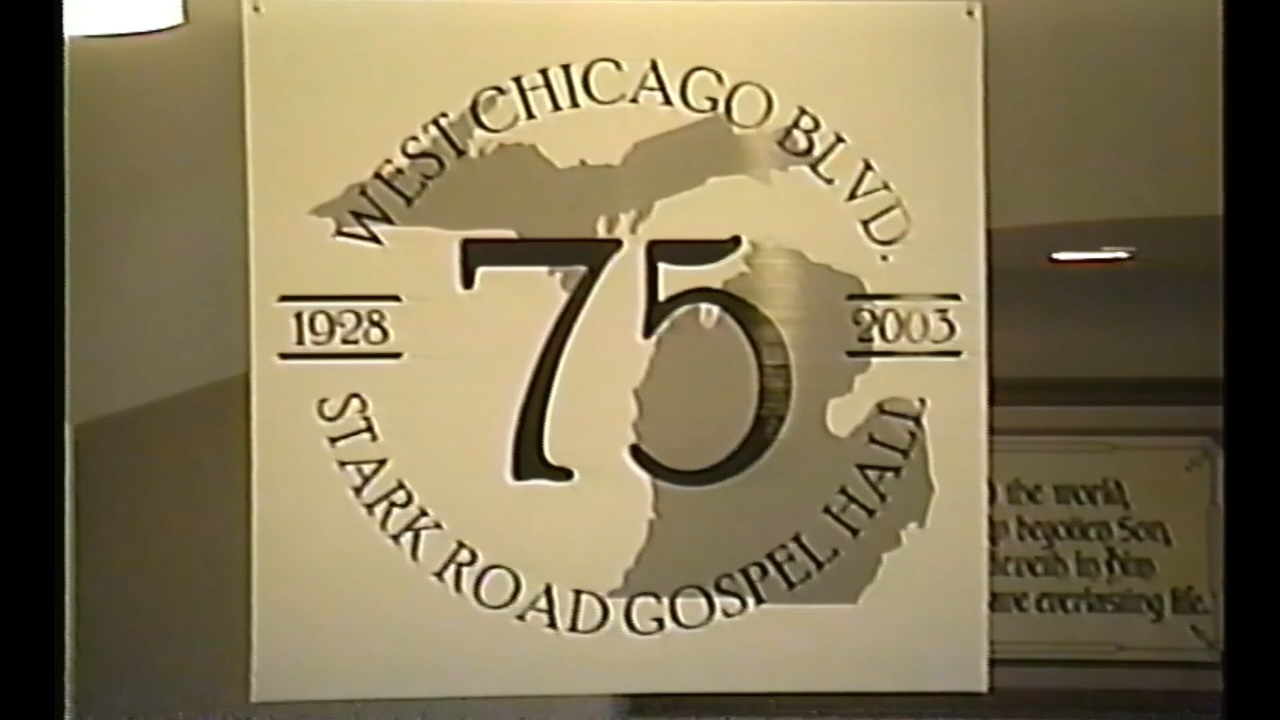 WEST CHICAGO BLVD.
75
1928
2003
STARK ROAD GOSPEL HALL
the world,
begotten Son,
in Him
everlasting life.